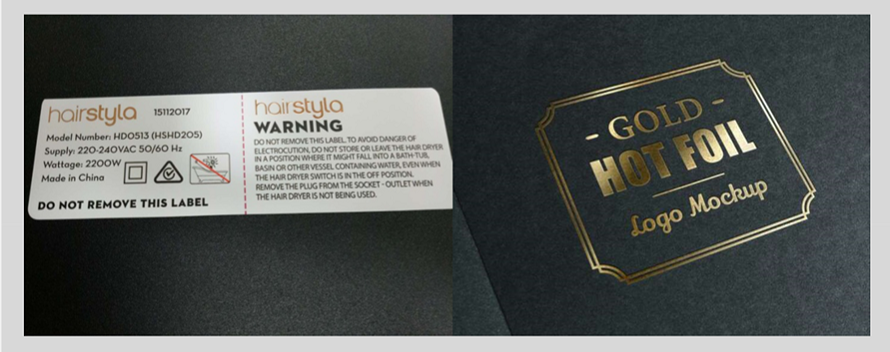 hairstyla 15112017
Model Number: HD0513 (HSHD205)
Supply: 220-240VAC 50/60 Hz
Wattage: 2200W
Made in China
DO NOT REMOVE THIS LABEL
hairstyla
WARNING
DO NOT REMOVE THIS LABEL, TO AVOID DANGER OF
ELECTROCUTION, DO NOT STORE OR LEAVE THE HAIR DRYER
IN A POSITION WHERE IT MIGHT FALL INTO A BATH-TUB,
BASIN OR OTHER VESSEL CONTAINING WATER, EVEN WHEN
THE HAIR DRYER SWITCH IS IN THE OFF POSITION.
REMOVE THE PLUG FROM THE SOCKET - OUTLET WHEN
THE HAIR DRYER IS NOT BEING USED.
- GOLD -
HOT FOIL
Logo Mockup